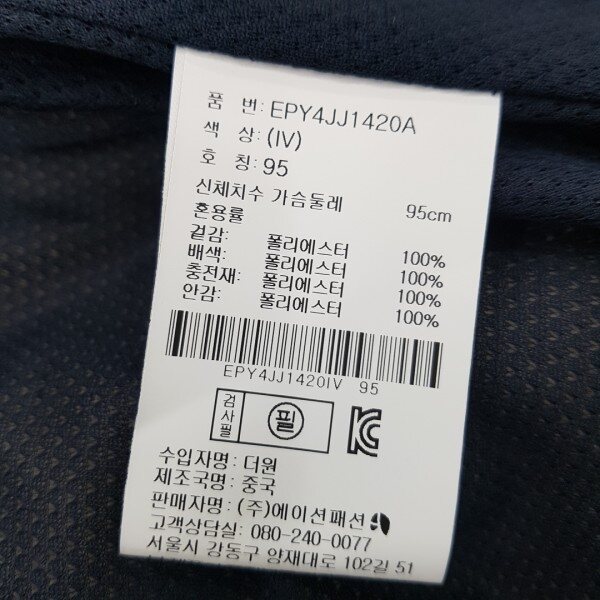 품 번: EPY4JJ1420A
색 상: (IV)
호 칭: 95
신체치수 가슴둘레 95cm
혼용률
겉감: 폴리에스터 100%
배색: 폴리에스터 100%
충전재: 폴리에스터 100%
안감: 폴리에스터 100%
EPY4JJ1420IV 95
검사필 필 KC
수입자명: 더원
제조국명: 중국
판매자명: (주)에이션패션
고객상담실: 080-240-0077
서울시 강동구 양재대로 102길 51